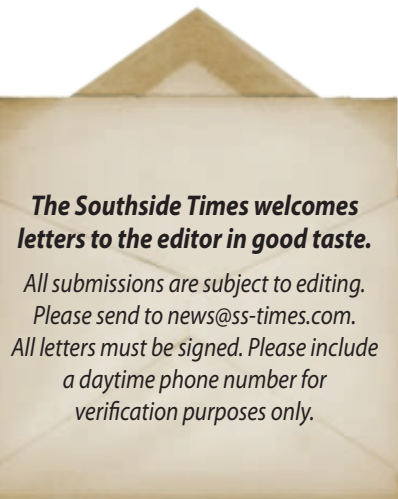 The Southside Times welcomes
letters to the editor in good taste.
All submissions are subject to editing.
Please send to news@ss-times.com.
All letters must be signed. Please include
a daytime phone number for
verification purposes only.